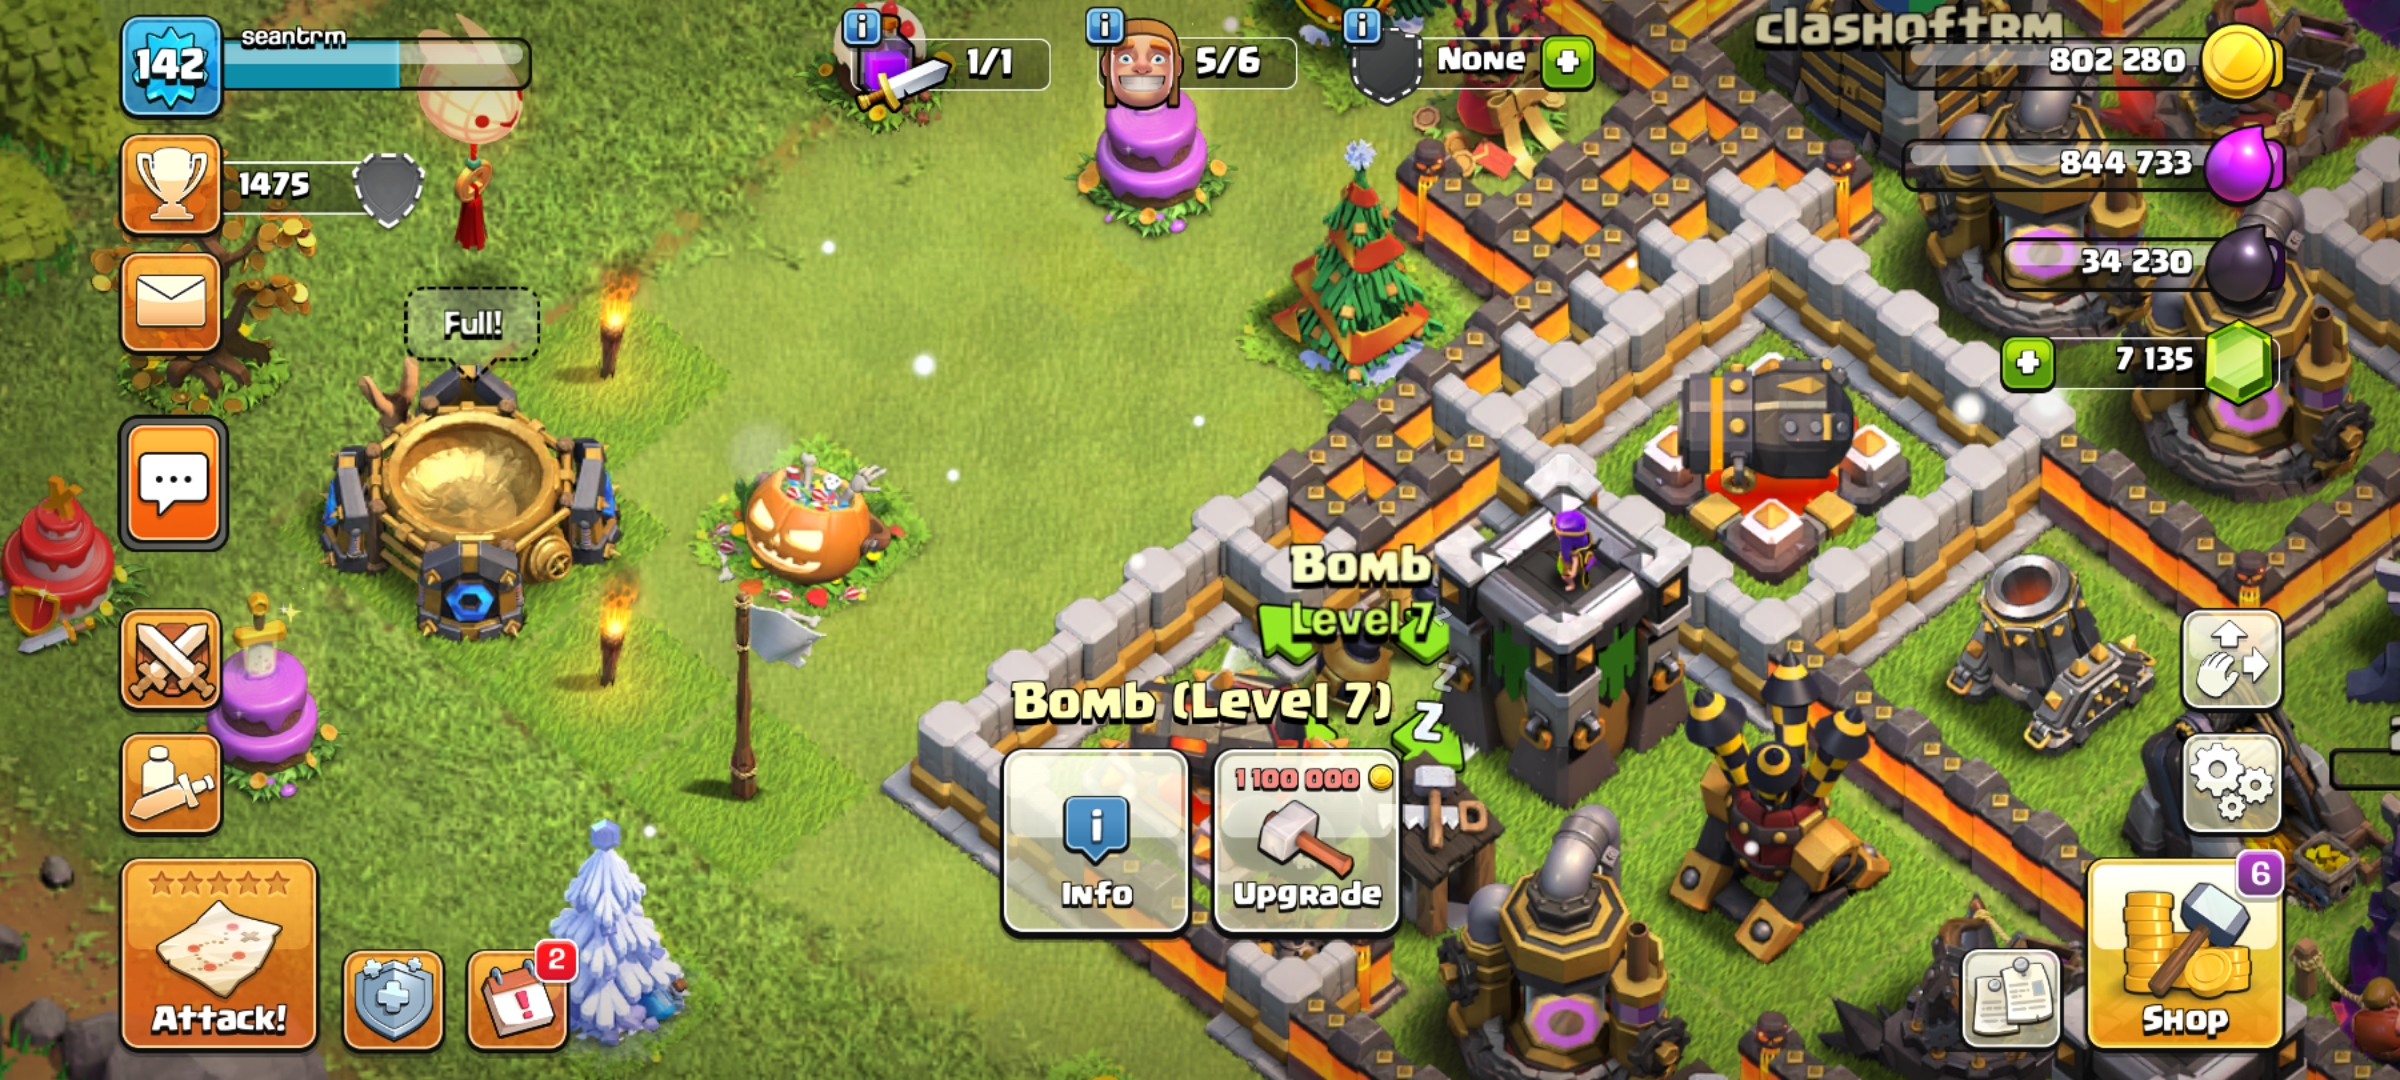 142
seantrm
1/1
5/6
None
clashoftRM
802 280
1475
844 733
34 230
7 135
Full!
Bomb
Level 7
Z
Z
Bomb (Level 7)
Z
1 100 000
Info
Upgrade
6
Attack!
2
Shop